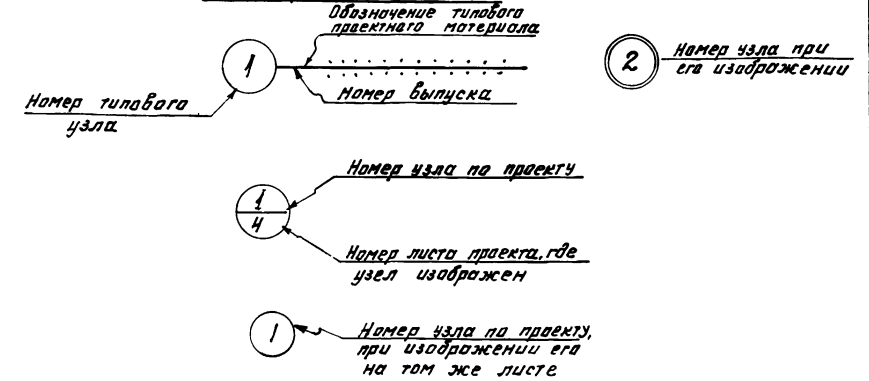 Обозначение типового
проектного материала
1
Номер выпуска
Номер типового
узла
2
Номер узла при
его изображении
1
4
Номер узла по проекту
Номер листа проекта, где
узел изображен
1
Номер узла по проекту,
при изображении его
на том же листе